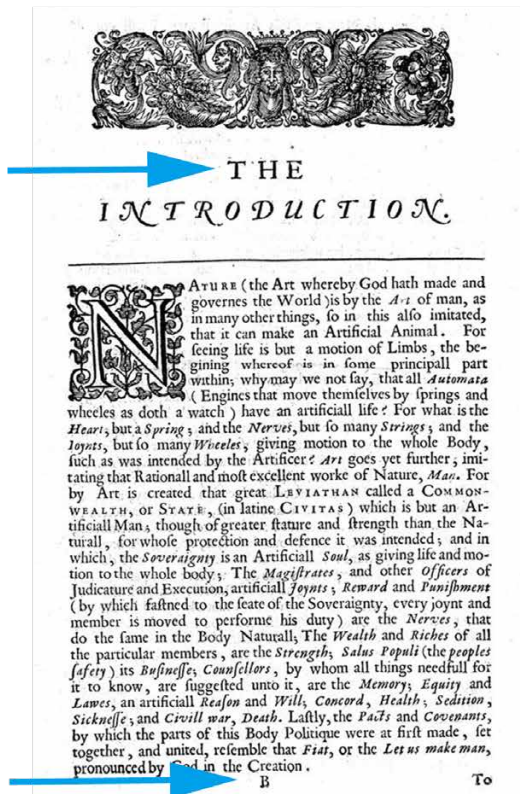 THE
INTRODUCTION.
NATURE (the Art whereby God hath made and
governes the World) is by the Art of man, as
in many other things, so in this also imitated,
that it can make an Artificial Animal. For
seeing life is but a motion of Limbs, the be-
gining whereof is in some principall part
within; why may we not say, that all Automata
(Engines that move themselves by springs and
wheeles as doth a watch) have an artificiall life? For what is the
Heart, but a Spring; and the Nerves, but so many Strings; and the
Joynts, but so many Wheeles, giving motion to the whole Body,
such as was intended by the Artificer? Art goes yet further, imi-
tating that Rationall and most excellent worke of Nature, Man. For
by Art is created that great LEVIATHAN called a COMMON-
WEALTH, or STATE, (in latine CIVITAS) which is but an Ar-
tificiall Man; though of greater stature and strength than the Na-
turall, for whose protection and defence it was intended; and in
which, the Soveraignty is an Artificiall Soul, as giving life and mo-
tion to the whole body; The Magistrates, and other Officers of
Judicature and Execution, artificiall Joynts; Reward and Punishment
(by which fastned to the seate of the Soveraignty, every joynt and
member is moved to performe his duty) are the Nerves, that
do the same in the Body Naturall; The Wealth and Riches of all
the particular members, are the Strength; Salus Populi (the peoples
safety) its Businesse; Counsellors, by whom all things needfull for
it to know, are suggested unto it, are the Memory; Equity and
Lawes, an artificiall Reason and Will; Concord, Health; Sedition,
Sicknesse; and Civill war, Death. Lastly, the Pacts and Covenants,
by which the parts of this Body Politique were at first made, set
together, and united, resemble that Fiat, or the Let us make man,
pronounced by God in the Creation.
B To